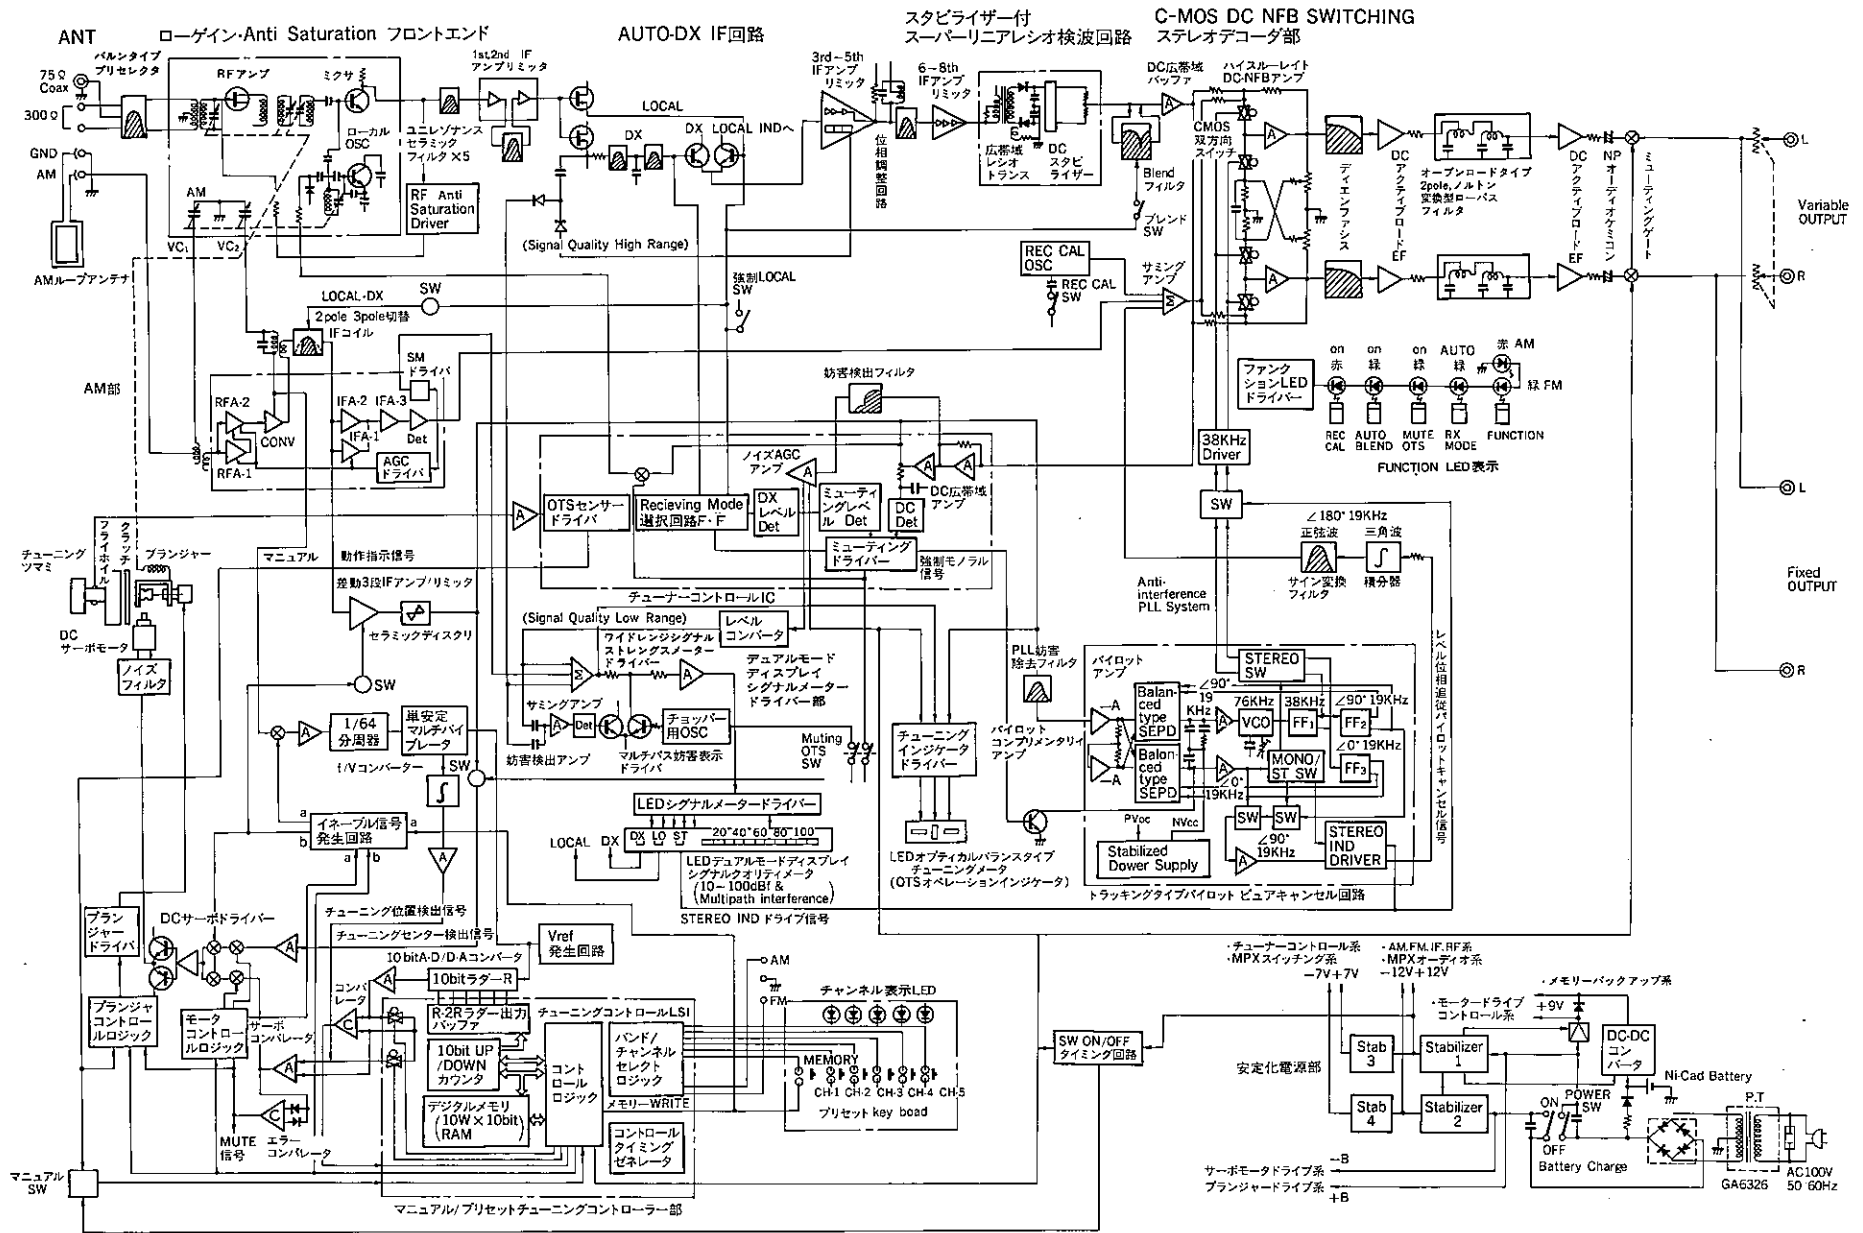 ANT
ローゲイン・Anti Saturation フロントエンド
AUTO-DX IF回路
スタビライザー付
スーパーリニアレシオ検波回路
C-MOS DC NFB SWITCHING
ステレオデコーダ部
バルンタイプ
プリセレクタ
75Ω
Coax
300Ω
GND
AM
AMループアンテナ
RFアンプ
ミクサ
ローカル
OSC
AM
VC₁
VC₂
ユニレゾナンス
セラミック
フィルタ×5
RF Anti
Saturation
Driver
1st,2nd IF
アンプリミッタ
LOCAL
DX
DX
LOCAL INDへ
(Signal Quality High Range)
3rd~5th
IFアンプ
リミッタ
位相調整回路
6~8th
IFアンプ
リミッタ
広帯域
レシオ
トランス
DC
スタビ
ライザー
DC広帯域
バッファ
Blend
フィルタ
ブレンド
SW
ハイスルーレイト
DC-NFBアンプ
CMOS
双方向
スイッチ
ディエンファシス
DCアクティブロードEF
オープンロードタイプ
2pole,ノルトン
変換型ローパス
フィルタ
DCアクティブロードEF
NPオーディオケミコン
ミューティングゲート
L
Variable
OUTPUT
R
REC CAL
OSC
REC CAL
SW
サミング
アンプ
強制LOCAL
SW
LOCAL-DX
2pole 3pole切替
IFコイル
SW
AM部
RFA-2
RFA-1
CONV
IFA-2
IFA-3
IFA-1
Det
SM
ドライバ
AGC
ドライバ
妨害検出フィルタ
ノイズAGC
アンプ
DC広帯域
アンプ
OTSセンサー
ドライバ
Recieving Mode
選択回路F・F
DX
レベル
Det
ミューティ
ングレベ
ル Det
DC
Det
ミューティング
ドライバー
強制モノラル
信号
チューナーコントロールIC
ファンク
ションLED
ドライバー
on
赤
on
緑
on
緑
AUTO
緑
赤 AM
緑 FM
REC
CAL
AUTO
BLEND
MUTE
OTS
RX
MODE
FUNCTION
FUNCTION LED表示
38KHz
Driver
SW
∠180° 19KHz
正弦波
三角波
サイン変換
フィルタ
積分器
Anti-
interference
PLL System
レベル位相追従パイロットキャンセル信号
L
Fixed
OUTPUT
R
チューニング
ツマミ
フライホイル
クラッチ
プランジャー
DC
サーボモータ
ノイズ
フィルタ
マニュアル
動作指示信号
差動3段IFアンプ/リミック
セラミックディスクリ
SW
1/64
分周器
単安定
マルチバイ
ブレータ
f/Vコンバーター
SW
(Signal Quality Low Range)
レベル
コンバータ
ワイドレンジシグナル
ストレングスメーター
ドライバー
デュアルモード
ディスプレイ
シグナルメーター
ドライバー部
サミングアンプ
Det
チョッパー
用OSC
妨害検出アンプ
マルチパス妨害表示
ドライバ
Muting
OTS
SW
LEDシグナルメータードライバー
LOCAL
DX
DX LO ST 20°40°60°80°100°
LEDデュアルモードディスプレイ
シグナルクオリティメータ
(10~100dBf &
Multipath interference)
STEREO IND ドライブ信号
チューニング
インジケータ
ドライバー
LEDオプティカルバランスタイプ
チューニングメータ
(OTSオペレーションインジケータ)
PLL妨害
除去フィルタ
パイロット
コンプリメンタリィ
アンプ
パイロット
アンプ
-A
-A
Balan-
ced
type
SEPD
Balon-
ced
type
SEPD
∠90°
19
KHz
∠0°
19KHz
STEREO
SW
76KHz
VCO
38KHz
FF₁
∠90° 19KHz
FF₂
∠0° 19KHz
FF₃
MONO/
ST SW
SW
SW
∠90°
19KHz
STEREO
IND
DRIVER
PVcc
NVcc
Stabilized
Dower Supply
トラッキングタイプパイロット ピュアキャンセル回路
a
b
イネーブル信号
発生回路
a
a
b
チューニング位置検出信号
チューニングセンター検出信号
プラン
ジャー
ドライバ
DCサーボドライバー
プランジャ
コントロー
ルロジック
モータ
コントロー
ルロジック
サーボ
コンパレータ
MUTE
信号
エラー
コンパレータ
マニュアル
SW
10bitA-D/D-Aコンバータ
Vref
発生回路
コンパ
レータ
10bitラダーR
R-2Rラダー出力
バッファ
10bit UP
/DOWN
カウンタ
デジタルメモリ
(10W×10bit)
RAM
コント
ロール
ロジック
チューニングコントロールLSI
バンド/
チャンネル
セレクト
ロジック
メモリーWRITE
コントロール
タイミング
ゼネレータ
マニュアル/プリセットチューニングコントローラー部
AM
FM
チャンネル表示LED
MEMORY
CH-1 CH-2 CH-3 CH-4 CH-5
プリセット key boad
SW ON/OFF
タイミング回路
・チューナーコントロール系
・MPXスイッチング系
-7V+7V
・AM.FM.IF.RF系
・MPXオーディオ系
-12V+12V
・メモリーバックアップ系
+9V
・モータードライブ
コントロール系
安定化電源部
Stab
3
Stabilizer
1
Stab
4
Stabilizer
2
DC-DC
コン
バータ
Ni-Cad Battery
POWER
SW
ON
OFF
Battery Charge
P.T
GA6326
AC100V
50 60Hz
-B
サーボモータドライブ系
プランジャードライブ系
+B